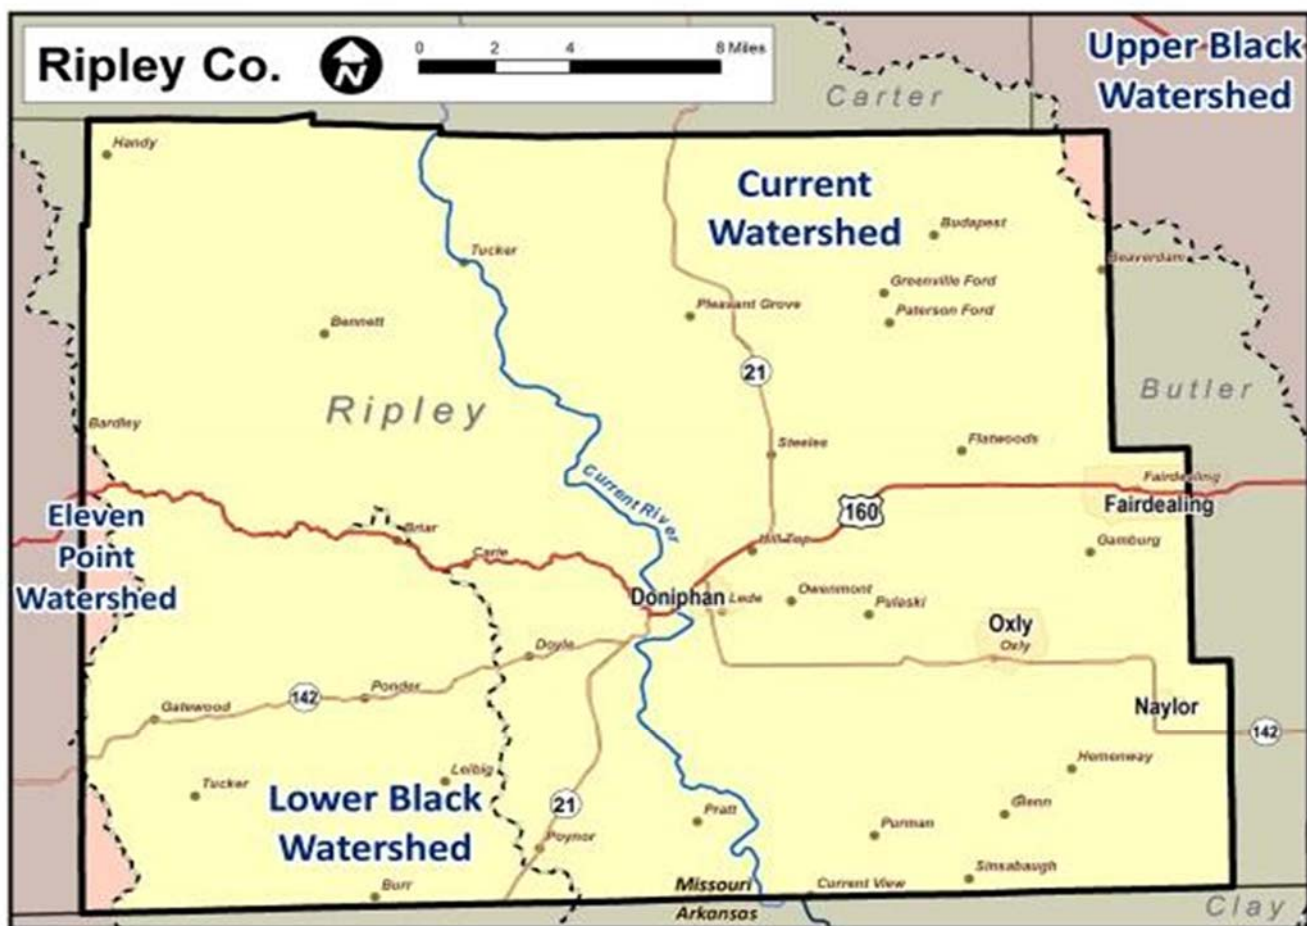 Ripley Co.
N
0 2 4 8 Miles
Upper Black
Watershed
Carter
Handy
Current
Watershed
Budapest
Tucker
Beaverdam
Greenville Ford
Pleasant Grove
Paterson Ford
Bennett
21
Butler
Ripley
Bardley
Steeles
Flatwoods
Current River
Fairdealing
Fairdealing
160
Eleven
Point
Watershed
Briar
Hill Top
Gamburg
Carle
Doniphan
Lede
Owenmont
Pulaski
Oxly
Oxly
Doyle
Ponder
142
Gatewood
Naylor
142
Hemenway
Leibig
Tucker
Lower Black
Watershed
21
Glenn
Pratt
Purman
Poynor
Sinsabaugh
Burr
Missouri
Current View
Arkansas
Clay